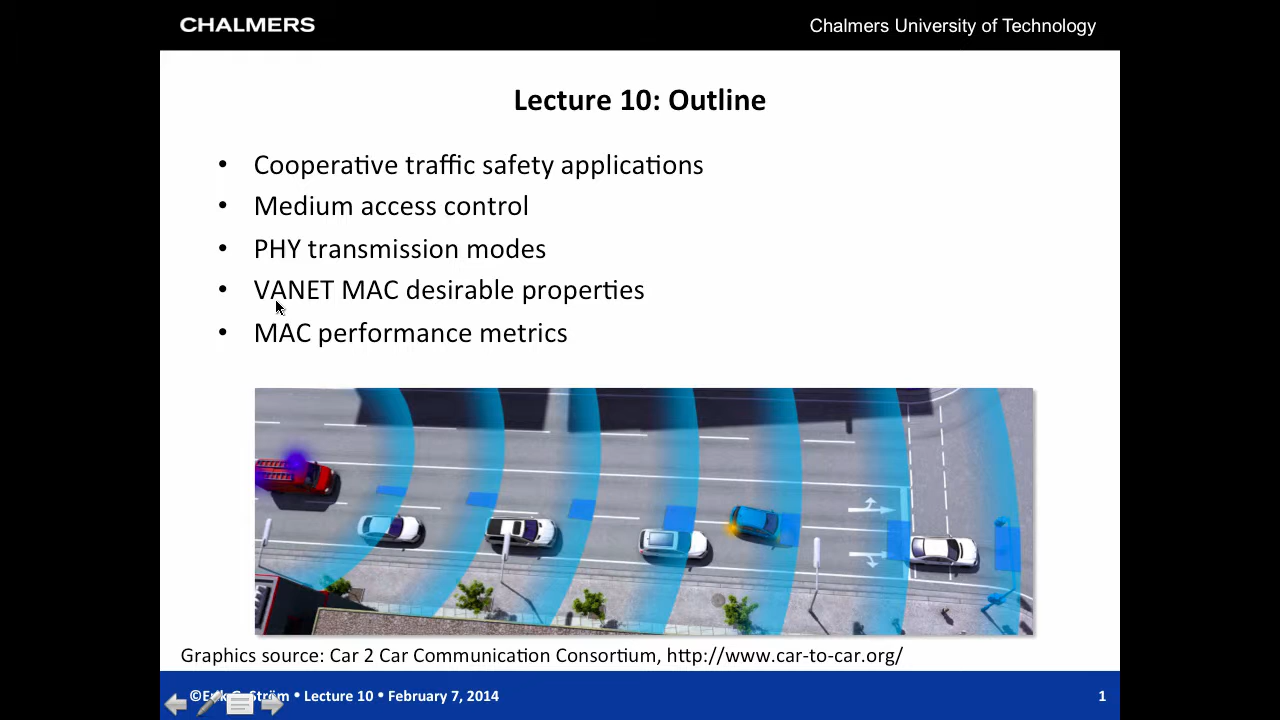 CHALMERS
Chalmers University of Technology
Lecture 10: Outline
• Cooperative traffic safety applications
• Medium access control
• PHY transmission modes
• VANET MAC desirable properties
• MAC performance metrics
Graphics source: Car 2 Car Communication Consortium, http://www.car-to-car.org/
©Erik G. Ström • Lecture 10 • February 7, 2014
1